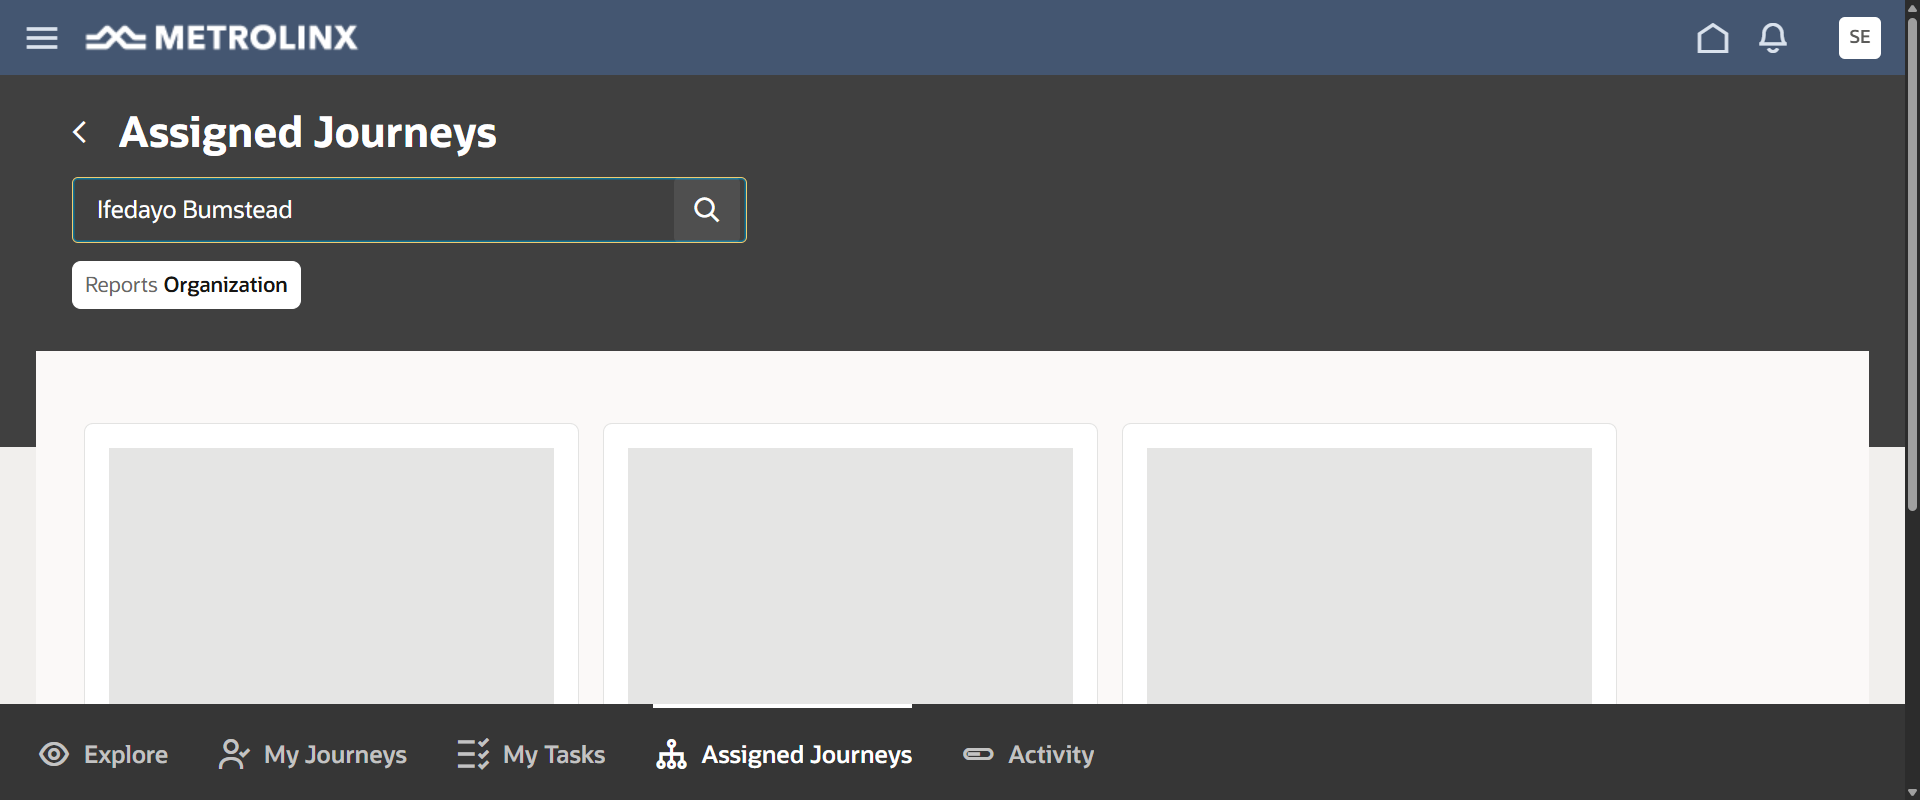 METROLINX
SE
Assigned Journeys
Ifedayo Bumstead
Reports Organization
Explore
My Journeys
My Tasks
Assigned Journeys
Activity